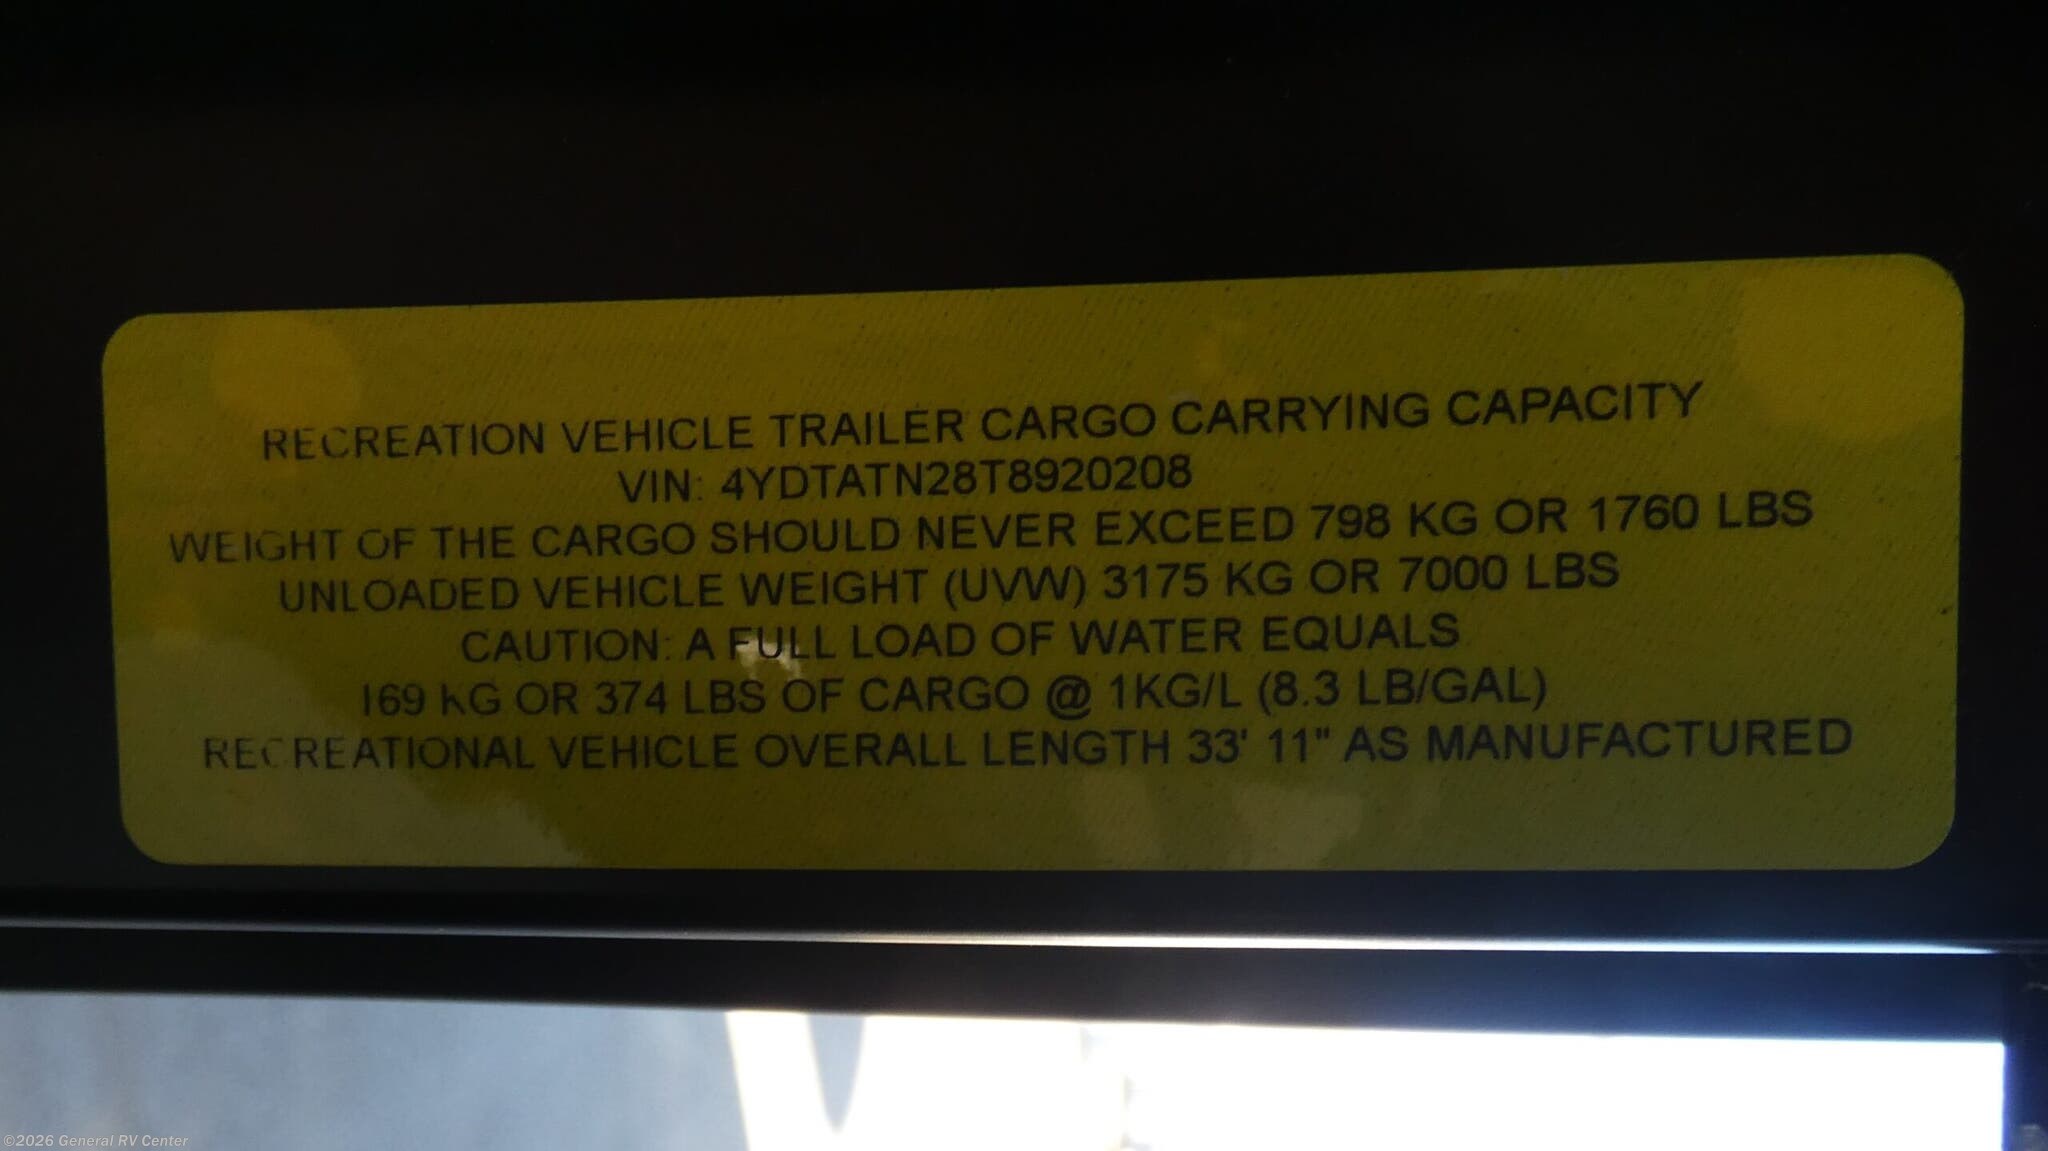 RECREATION VEHICLE TRAILER CARGO CARRYING CAPACITY
VIN: 4YDTATN28T8920208
WEIGHT OF THE CARGO SHOULD NEVER EXCEED 798 KG OR 1760 LBS
UNLOADED VEHICLE WEIGHT (UVW) 3175 KG OR 7000 LBS
CAUTION: A FULL LOAD OF WATER EQUALS
169 KG OR 374 LBS OF CARGO @ 1KG/L (8.3 LB/GAL)
RECREATIONAL VEHICLE OVERALL LENGTH 33' 11" AS MANUFACTURED
©2026 General RV Center